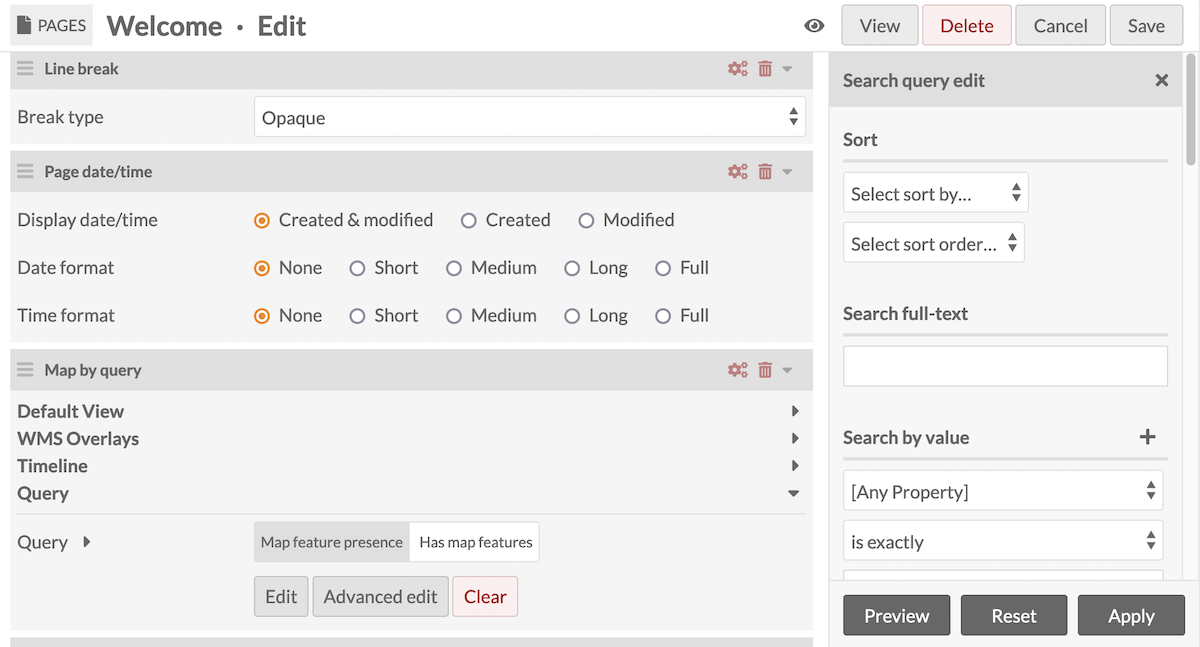 PAGES Welcome · Edit View Delete Cancel Save
Line break
Break type Opaque
Page date/time
Display date/time Created & modified Created Modified
Date format None Short Medium Long Full
Time format None Short Medium Long Full
Map by query
Default View
WMS Overlays
Timeline
Query
Query Map feature presence Has map features
Edit Advanced edit Clear
Search query edit
Sort
Select sort by...
Select sort order...
Search full-text
Search by value
[Any Property]
is exactly
Preview Reset Apply